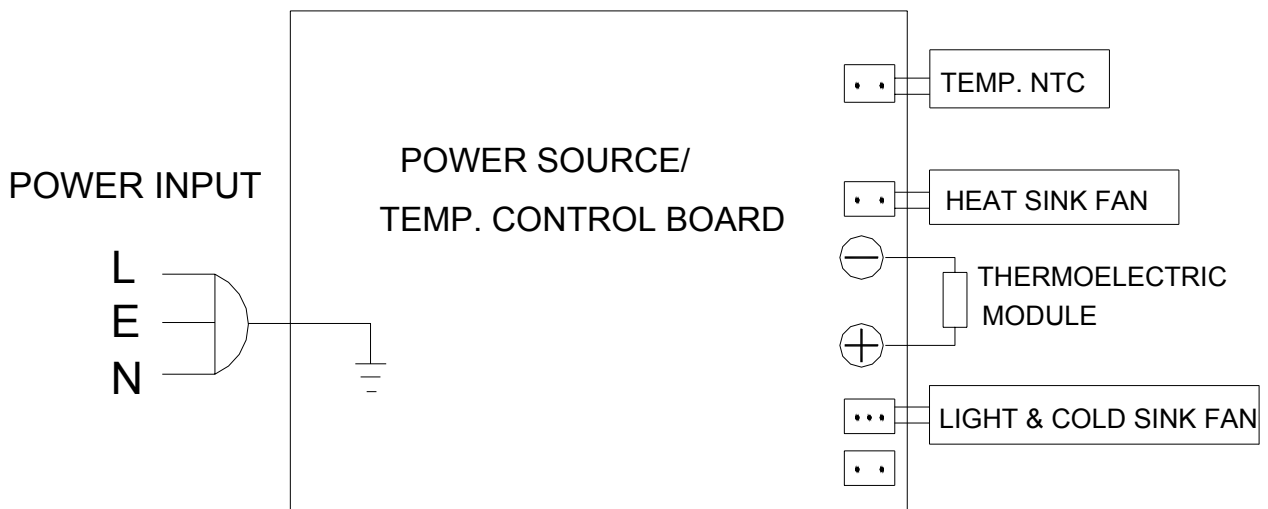 POWER INPUT
L
E
N
POWER SOURCE/
TEMP. CONTROL BOARD
TEMP. NTC
HEAT SINK FAN
THERMOELECTRIC
MODULE
LIGHT & COLD SINK FAN